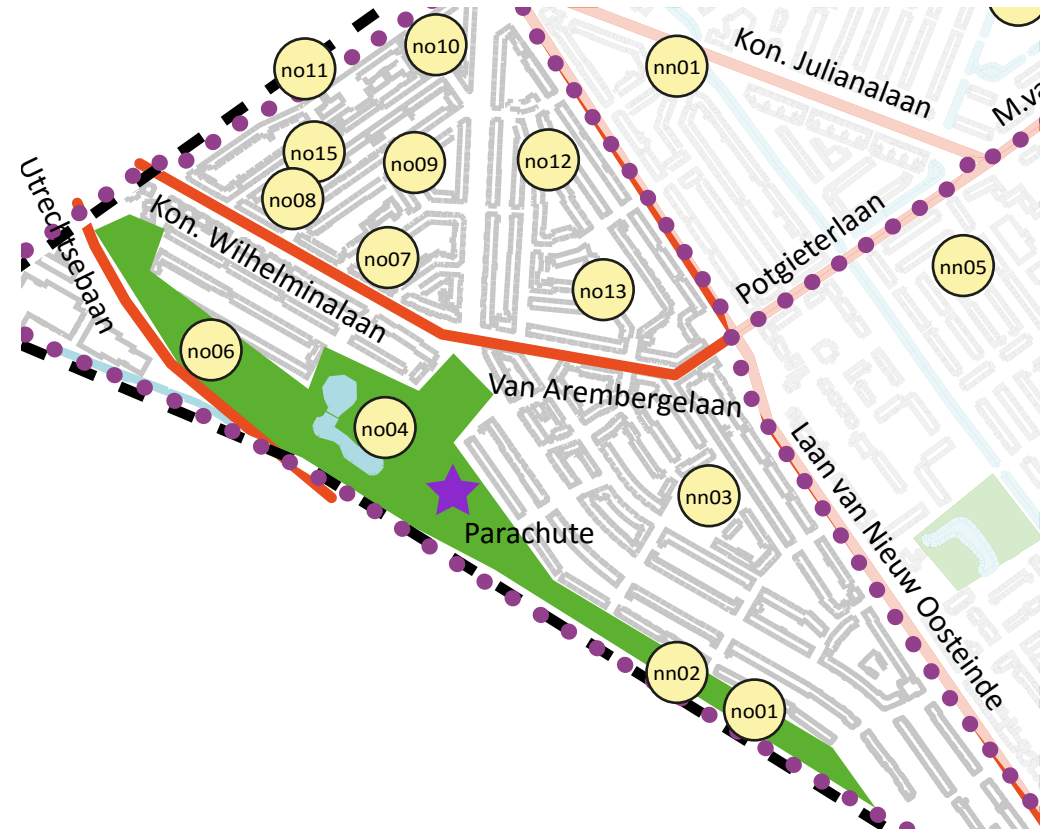 no10
no11
nn01
Kon. Julianalaan
M.va
no15
no09
no12
no08
Utrechtsebaan
Kon. Wilhelminalaan
no07
no13
Potgieterlaan
nn05
no06
Van Arembergelaan
no04
nn03
Laan van Nieuw Oosteinde
Parachute
nn02
no01